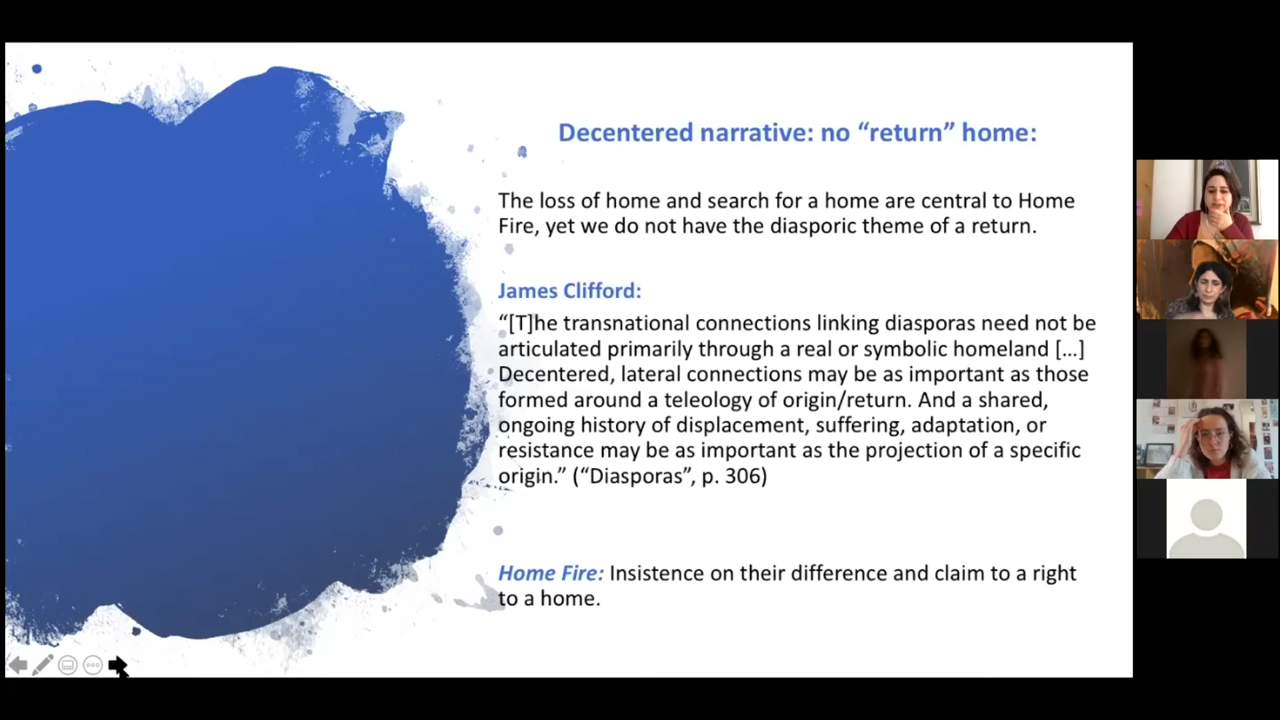 Decentered narrative: no “return” home:
The loss of home and search for a home are central to Home
Fire, yet we do not have the diasporic theme of a return.
James Clifford:
“[T]he transnational connections linking diasporas need not be
articulated primarily through a real or symbolic homeland [...]
Decentered, lateral connections may be as important as those
formed around a teleology of origin/return. And a shared,
ongoing history of displacement, suffering, adaptation, or
resistance may be as important as the projection of a specific
origin.” (“Diasporas”, p. 306)
Home Fire: Insistence on their difference and claim to a right
to a home.